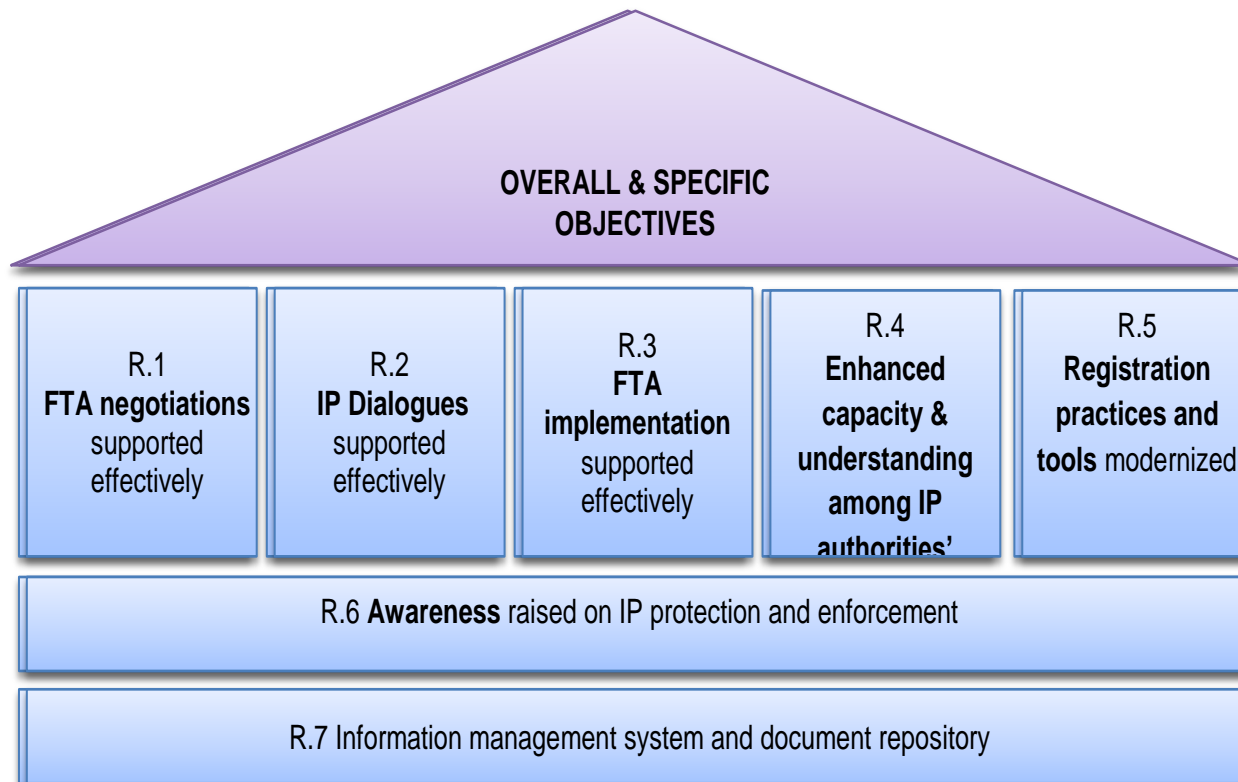 OVERALL & SPECIFIC
OBJECTIVES
R.1
FTA negotiations
supported
effectively
R.2
IP Dialogues
supported
effectively
R.3
FTA
implementation
supported
effectively
R.4
Enhanced
capacity &
understanding
among IP
authorities’
R.5
Registration
practices and
tools modernized
R.6 Awareness raised on IP protection and enforcement
R.7 Information management system and document repository